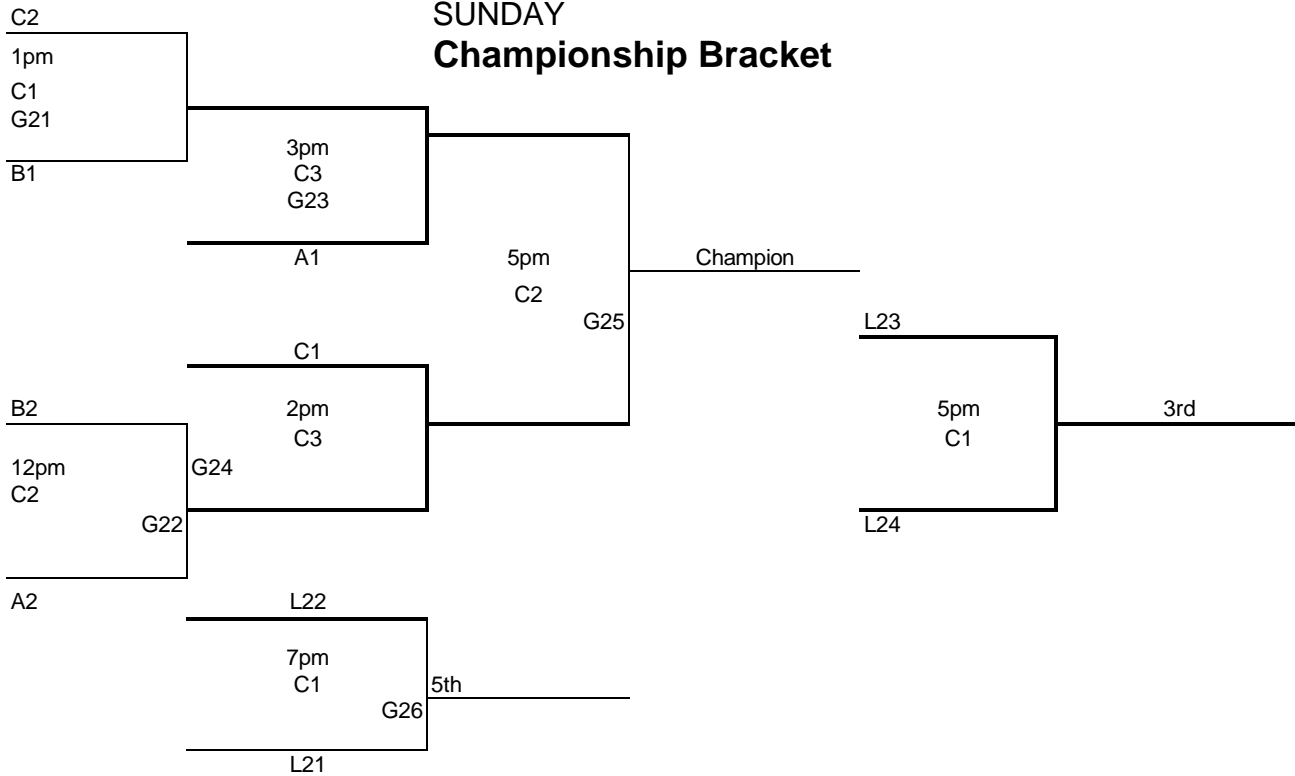 SUNDAY
Championship Bracket
C2
1pm
C1
G21
B1
3pm
C3
G23
A1
5pm
C2
G25
Champion
C1
2pm
C3
G24
B2
12pm
C2
G22
A2
L23
5pm
C1
3rd
L24
L22
7pm
C1
5th
G26
L21